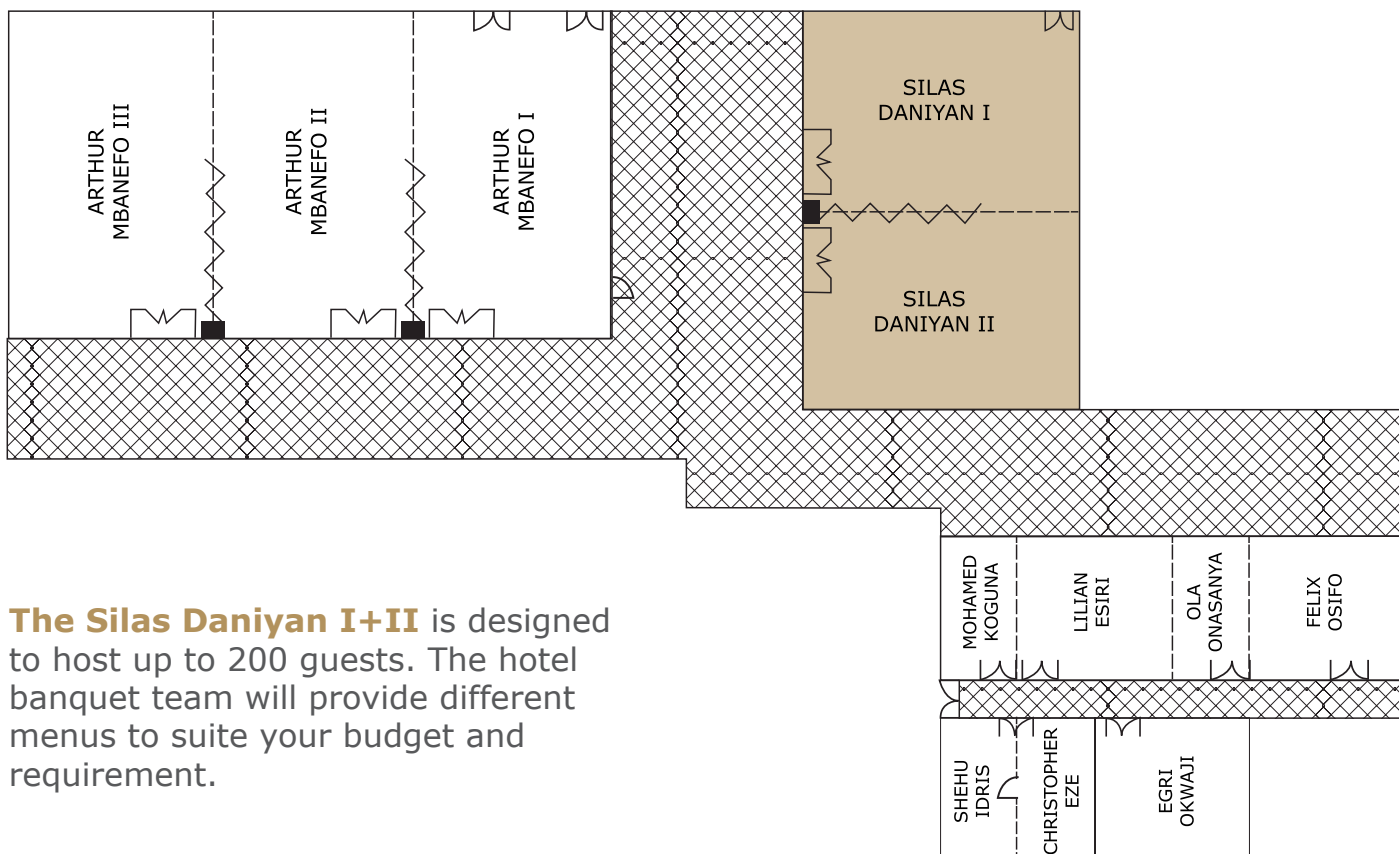 ARTHUR
MBANEFO III
ARTHUR
MBANEFO II
ARTHUR
MBANEFO I
SILAS
DANIYAN I
SILAS
DANIYAN II
MOHAMED
KOGUNA
LILIAN
ESIRI
OLA
ONASANYA
FELIX
OSIFO
SHEHU
IDRIS
CHRISTOPHER
EZE
EGRI
OKWAJI
The Silas Daniyan I+II is designed
to host up to 200 guests. The hotel
banquet team will provide different
menus to suite your budget and
requirement.